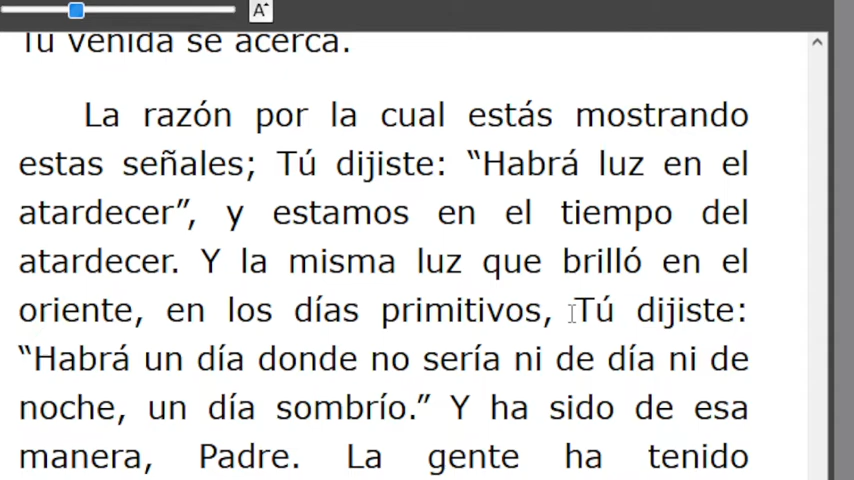 A
Tu venida se acerca.
La razón por la cual estás mostrando
estas señales; Tú dijiste: “Habrá luz en el
atardecer”, y estamos en el tiempo del
atardecer. Y la misma luz que brilló en el
oriente, en los días primitivos, Tú dijiste:
“Habrá un día donde no sería ni de día ni de
noche, un día sombrío.” Y ha sido de esa
manera, Padre. La gente ha tenido